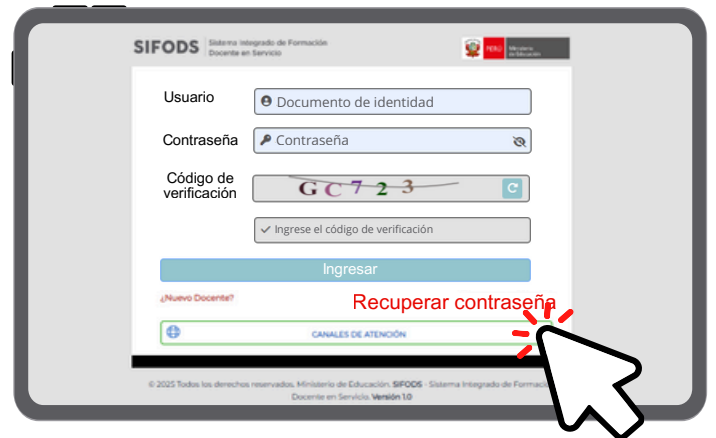 SIFODS Sistema Integrado de Formación
Docente en Servicio
PERÚ Ministerio
de Educación
Usuario
Documento de identidad
Contraseña
Contraseña
Código de
verificación
GC723
Ingrese el código de verificación
Ingresar
¿Nuevo Docente?
Recuperar contraseña
CANALES DE ATENCIÓN
© 2025 Todos los derechos reservados. Ministerio de Educación. SIFODS - Sistema Integrado de
Docente en Servicio. Versión 1.0